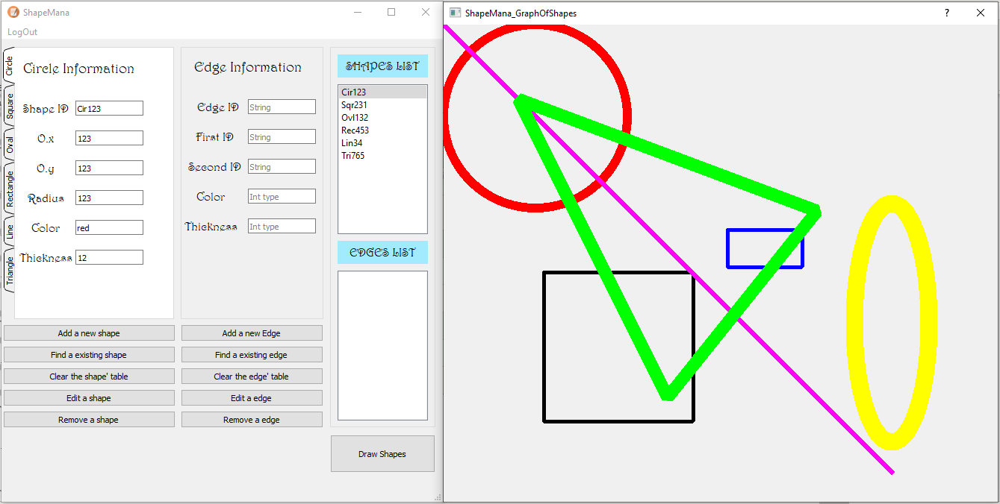 ShapeMana
LogOut
Circle
Square
Oval
Rectangle
Line
Triangle
Circle Information
Shape ID Cir123
O.x 123
O.y 123
Radius 123
Color red
Thickness 12
Edge Information
Edge ID String
First ID String
Second ID String
Color Int type
Thickness Int type
SHAPES LIST
Cir123
Sqr231
Ovl132
Rec453
Lin34
Tri765
EDGES LIST
Add a new shape
Find a existing shape
Clear the shape' table
Edit a shape
Remove a shape
Add a new Edge
Find a existing edge
Clear the edge' table
Edit a edge
Remove a edge
Draw Shapes
ShapeMana_GraphOfShapes
?